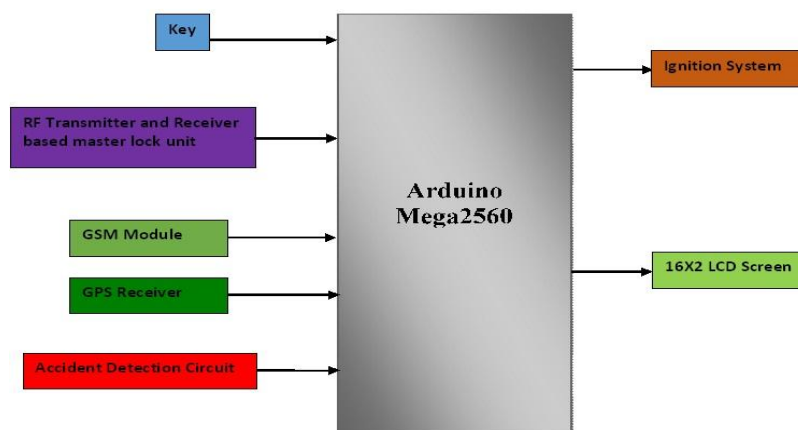 Key
RF Transmitter and Receiver
based master lock unit
GSM Module
GPS Receiver
Accident Detection Circuit
Arduino
Mega2560
Ignition System
16X2 LCD Screen